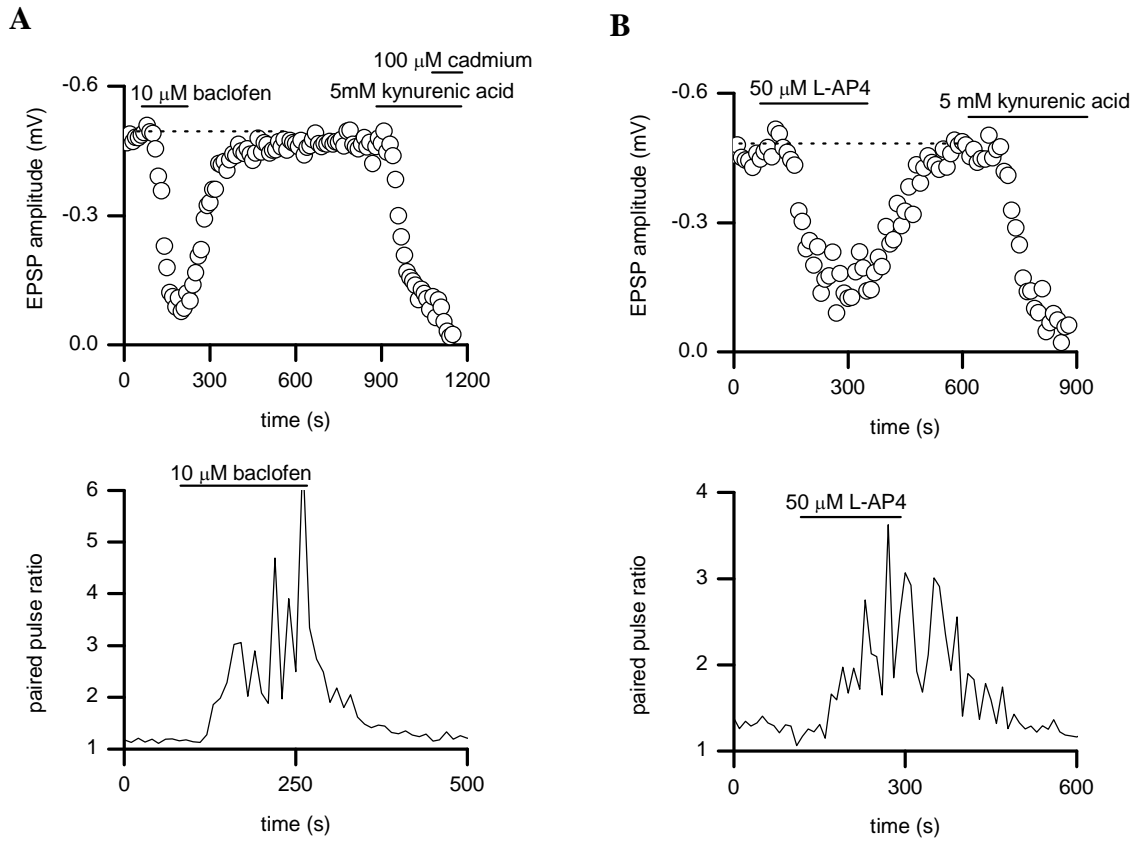 A
100 μM cadmium
10 μM baclofen
5mM kynurenic acid
-0.6
-0.3
0.0
EPSP amplitude (mV)
0 300 600 900 1200
time (s)
10 μM baclofen
6
5
4
3
2
1
paired pulse ratio
0 250 500
time (s)
B
50 μM L-AP4
5 mM kynurenic acid
-0.6
-0.3
0.0
EPSP amplitude (mV)
0 300 600 900
time (s)
50 μM L-AP4
4
3
2
1
paired pulse ratio
0 300 600
time (s)